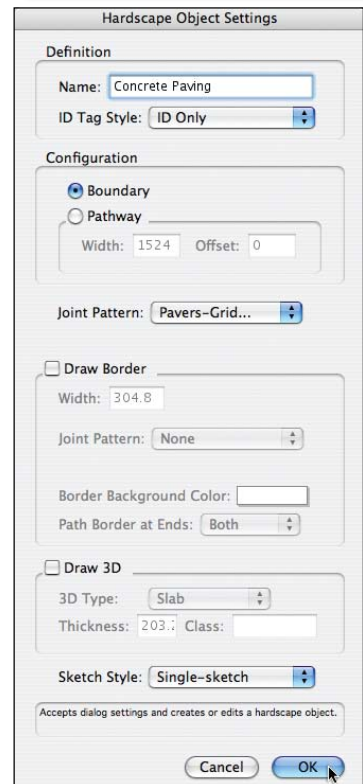 Hardscape Object Settings
Definition
Name: Concrete Paving
ID Tag Style: ID Only
Configuration
Boundary
Pathway
Width: 1524 Offset: 0
Joint Pattern: Pavers-Grid...
Draw Border
Width: 304.8
Joint Pattern: None
Border Background Color:
Path Border at Ends: Both
Draw 3D
3D Type: Slab
Thickness: 203.2 Class:
Sketch Style: Single-sketch
Accepts dialog settings and creates or edits a hardscape object.
Cancel OK